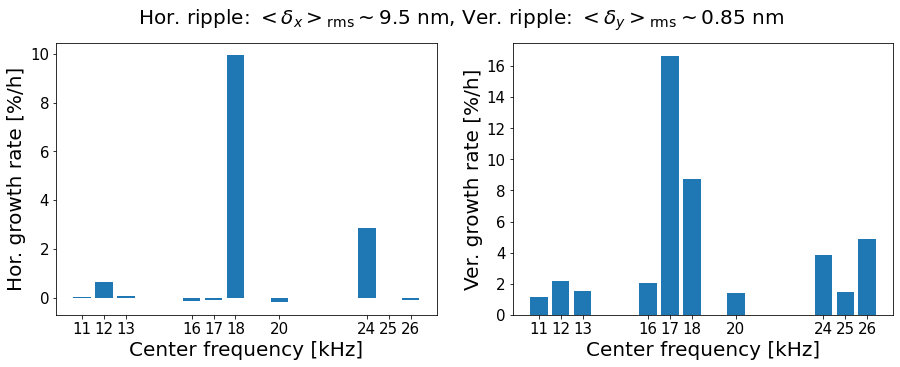 Hor. ripple: < δx >rms ~ 9.5 nm, Ver. ripple: < δy >rms ~ 0.85 nm
Hor. growth rate [%/h]
10
8
6
4
2
0
11 12 13 16 17 18 20 24 25 26
Center frequency [kHz]
Ver. growth rate [%/h]
16
14
12
10
8
6
4
2
0
11 12 13 16 17 18 20 24 25 26
Center frequency [kHz]